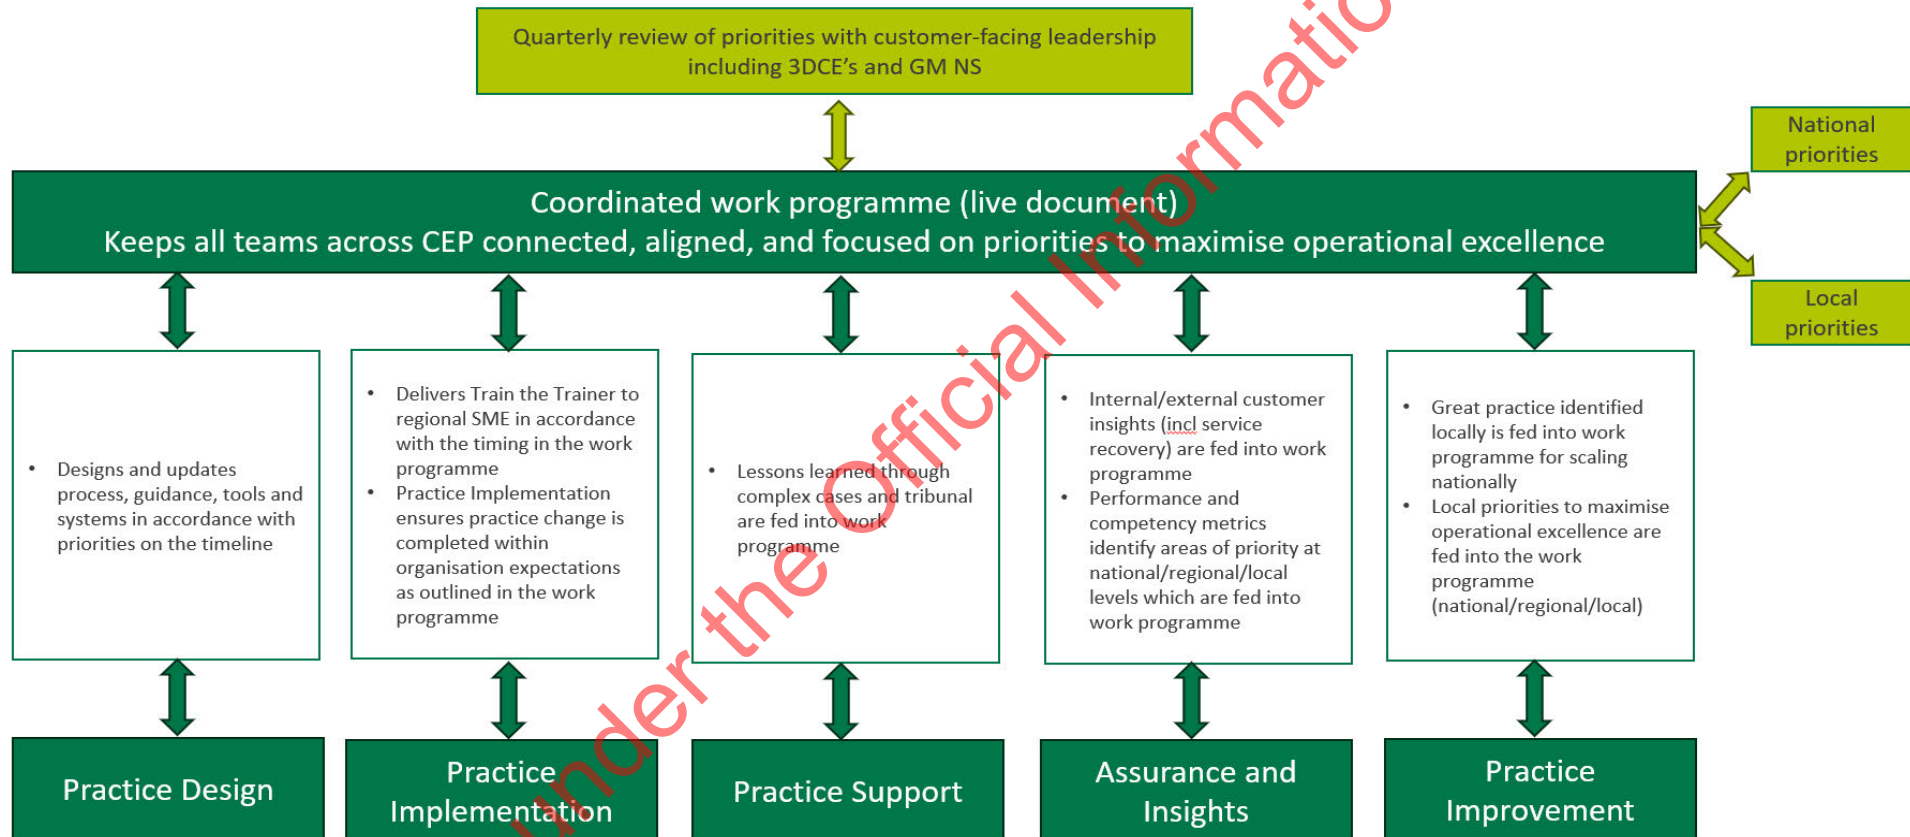 Quarterly review of priorities with customer-facing leadership
including 3DCE's and GM NS
National
priorities
Coordinated work programme (live document)
Keeps all teams across CEP connected, aligned, and focused on priorities to maximise operational excellence
Local
priorities
• Designs and updates
process, guidance, tools and
systems in accordance with
priorities on the timeline
• Delivers Train the Trainer to
regional SME in accordance
with the timing in the work
programme
• Practice Implementation
ensures practice change is
completed within
organisation expectations
as outlined in the work
programme
• Lessons learned through
complex cases and tribunal
are fed into work
programme
• Internal/external customer
insights (incl service
recovery) are fed into work
programme
• Performance and
competency metrics
identify areas of priority at
national/regional/local
levels which are fed into
work programme
• Great practice identified
locally is fed into work
programme for scaling
nationally
• Local priorities to maximise
operational excellence are
fed into the work
programme
(national/regional/local)
Practice Design
Practice
Implementation
Practice Support
Assurance and
Insights
Practice
Improvement
under the Official Informatio